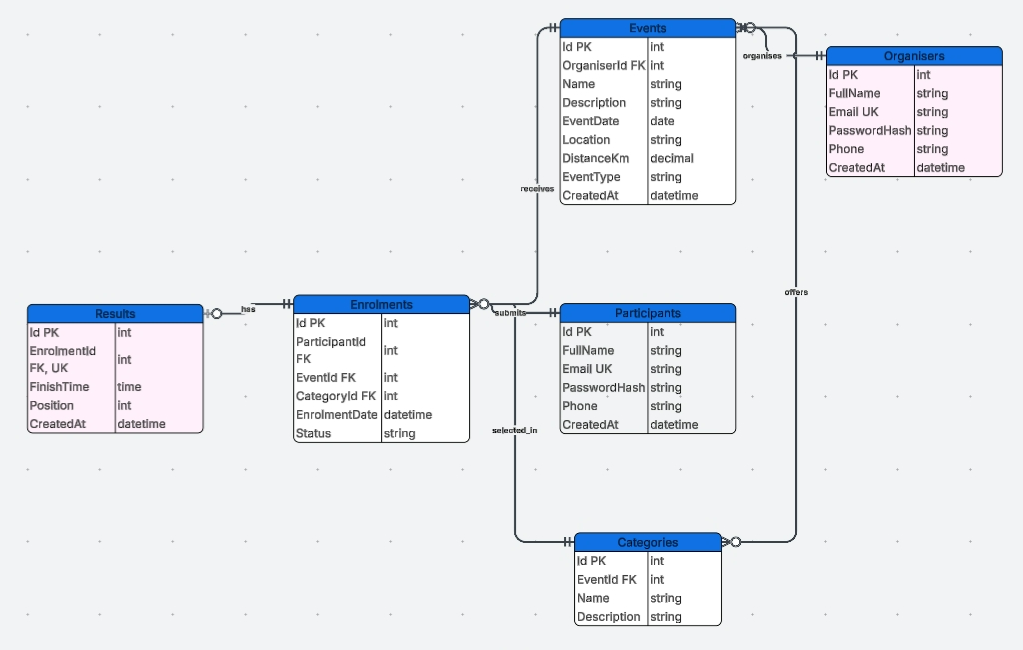 Events
Id PK int
OrganiserId FK int
Name string
Description string
EventDate date
Location string
DistanceKm decimal
EventType string
CreatedAt datetime
organises
Organisers
Id PK int
FullName string
Email UK string
PasswordHash string
Phone string
CreatedAt datetime
receives
offers
Results
Id PK int
EnrolmentId
FK, UK int
FinishTime time
Position int
CreatedAt datetime
has
Enrolments
Id PK int
ParticipantId
FK int
EventId FK int
CategoryId FK int
EnrolmentDate datetime
Status string
submits
Participants
Id PK int
FullName string
Email UK string
PasswordHash string
Phone string
CreatedAt datetime
selected_in
Categories
Id PK int
EventId FK int
Name string
Description string